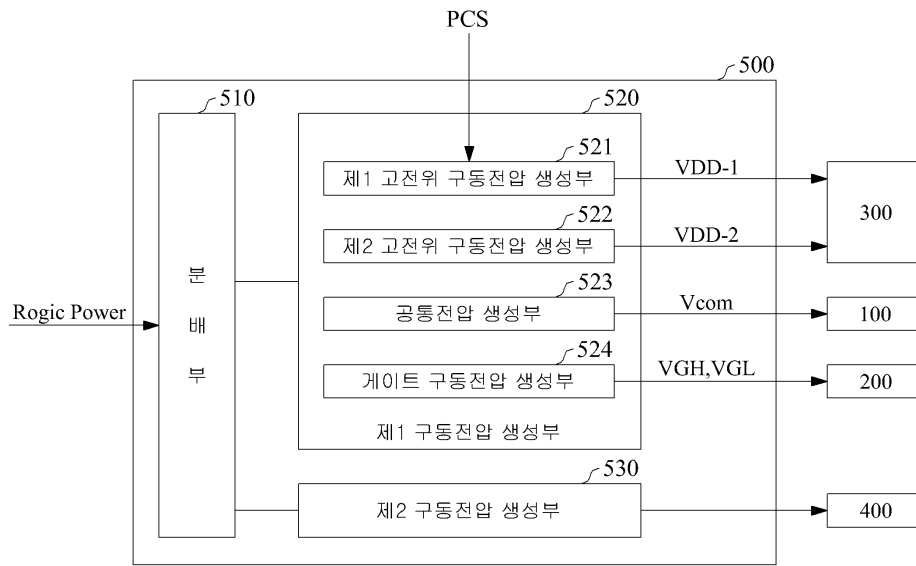 PCS
500
510
520
521
제1 고전위 구동전압 생성부
VDD-1
300
522
제2 고전위 구동전압 생성부
VDD-2
분
배
부
Rogic Power
523
공통전압 생성부
Vcom
100
524
게이트 구동전압 생성부
VGH,VGL
200
제1 구동전압 생성부
530
제2 구동전압 생성부
400